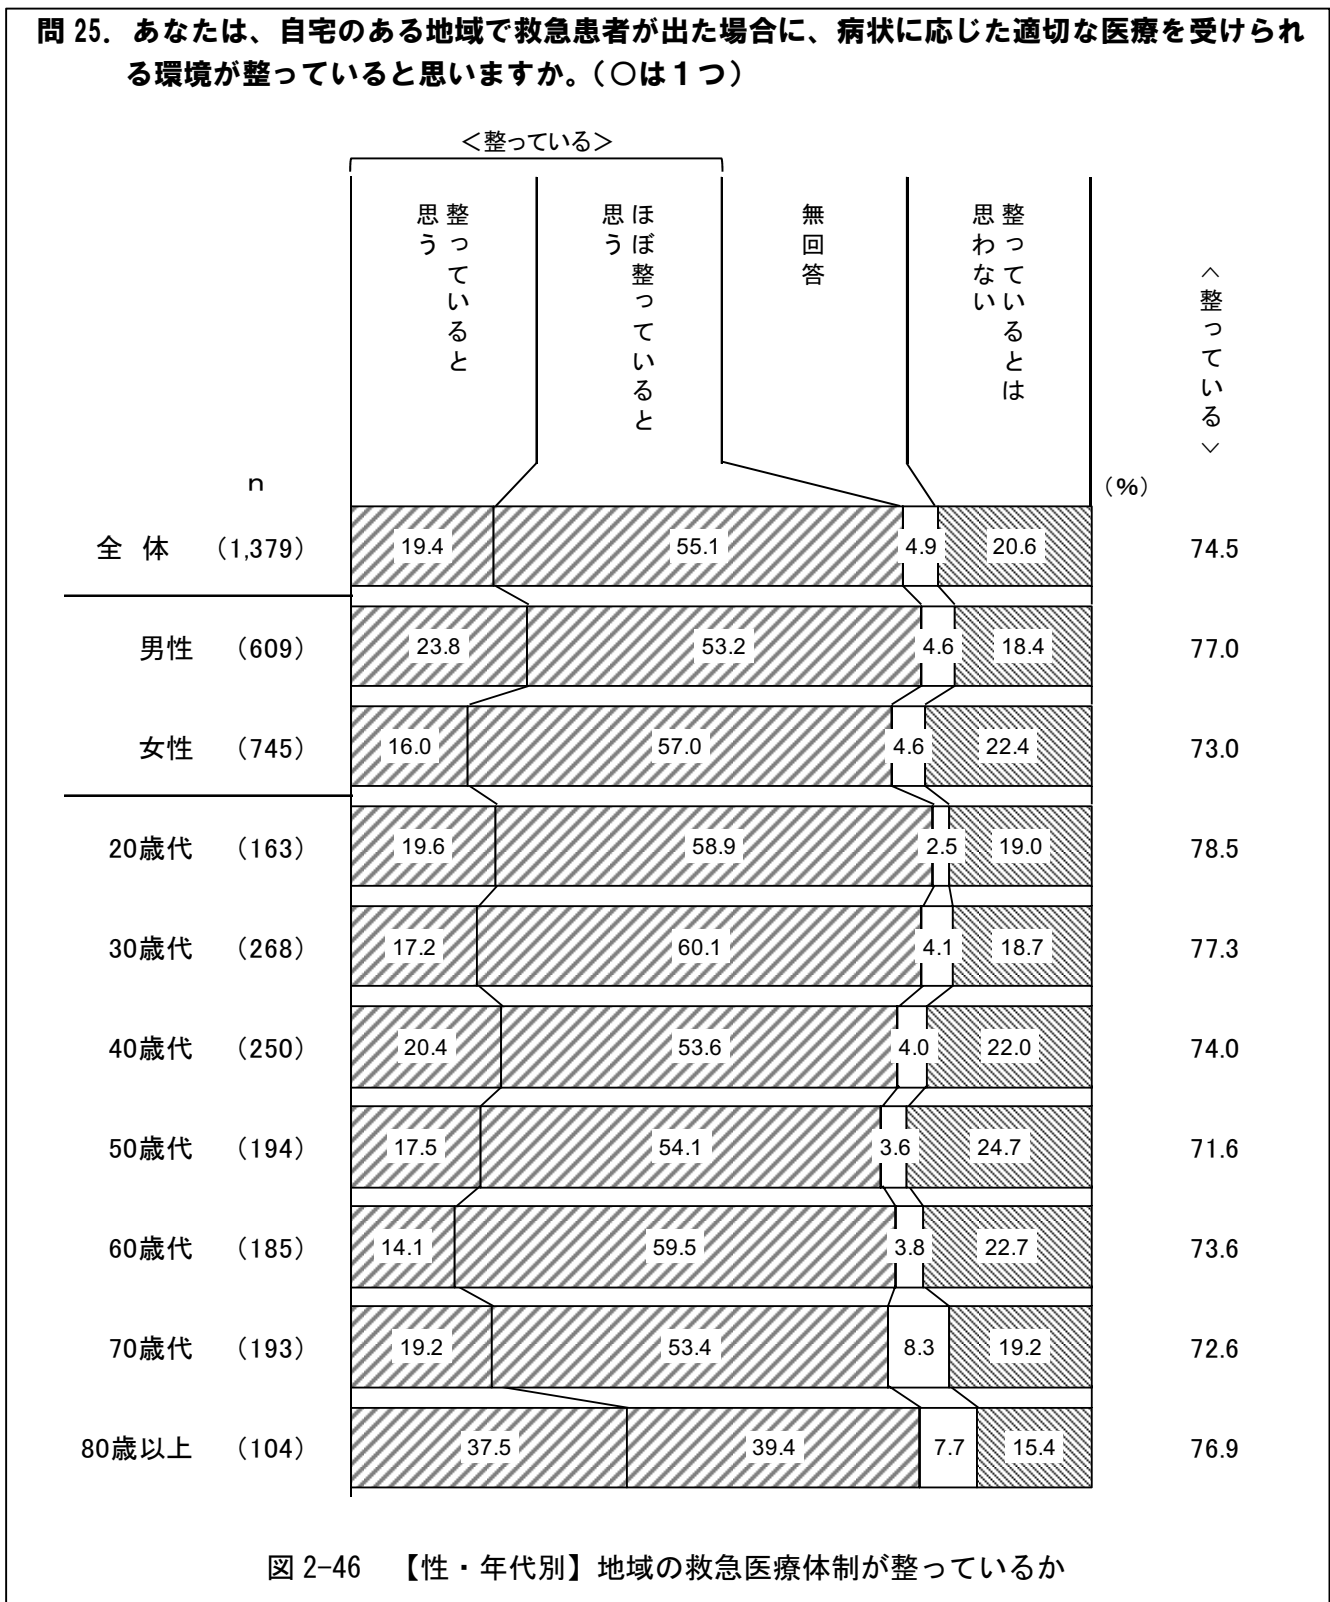 問 25. あなたは、自宅のある地域で救急患者が出た場合に、病状に応じた適切な医療を受けられ
る環境が整っていると思いますか。（○は１つ）
＜整っている＞
整っていると
思う
ほぼ整っていると
思う
無回答
整っているとは
思わない
＜整っている＞
n
(%)
全 体 (1,379) 19.4 55.1 4.9 20.6 74.5
男性 (609) 23.8 53.2 4.6 18.4 77.0
女性 (745) 16.0 57.0 4.6 22.4 73.0
20歳代 (163) 19.6 58.9 2.5 19.0 78.5
30歳代 (268) 17.2 60.1 4.1 18.7 77.3
40歳代 (250) 20.4 53.6 4.0 22.0 74.0
50歳代 (194) 17.5 54.1 3.6 24.7 71.6
60歳代 (185) 14.1 59.5 3.8 22.7 73.6
70歳代 (193) 19.2 53.4 8.3 19.2 72.6
80歳以上 (104) 37.5 39.4 7.7 15.4 76.9
図 2-46 【性・年代別】地域の救急医療体制が整っているか